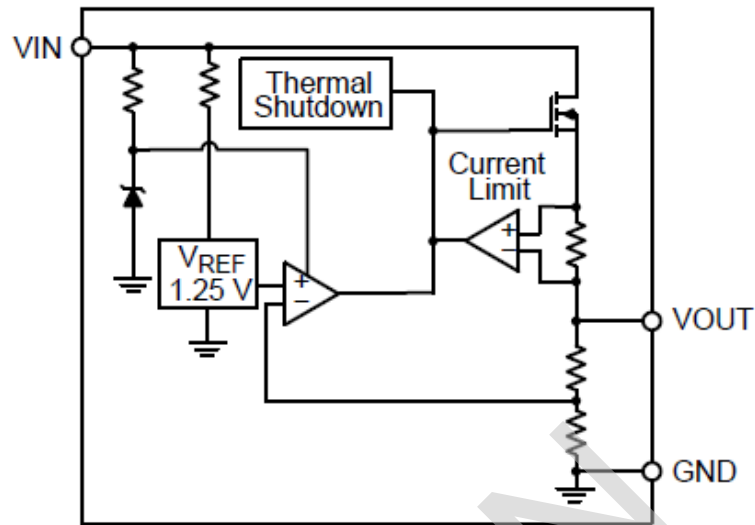 VIN
Thermal
Shutdown
Current
Limit
+
−
VREF
1.25 V
+
−
VOUT
GND